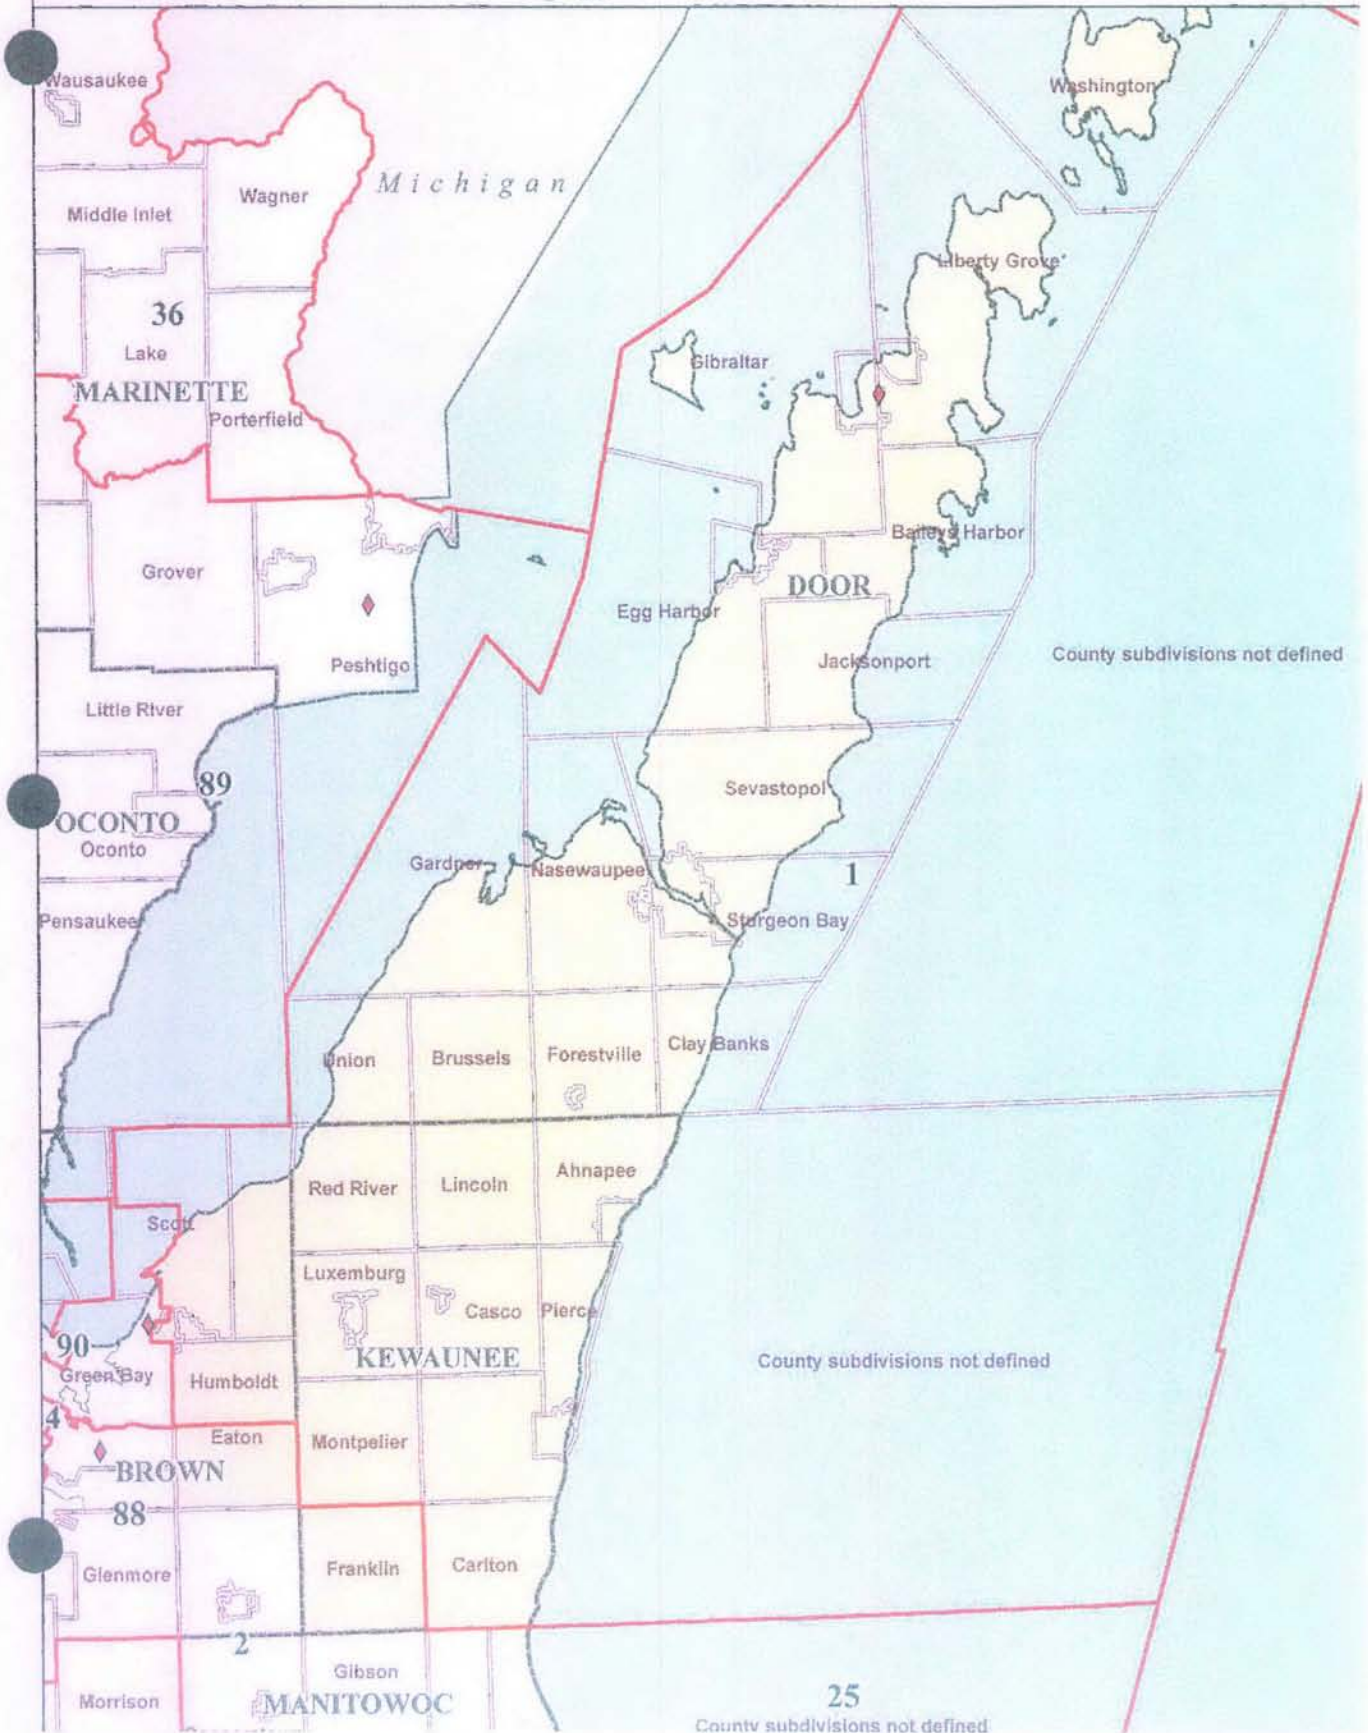 Wausaukee
Washington
Michigan
Wagner
Middle Inlet
Liberty Grove
36
Lake
Gibraltar
MARINETTE
Porterfield
Baileys Harbor
Grover
DOOR
Egg Harbor
Peshtigo
Jacksonport
County subdivisions not defined
Little River
89
Sevastopol
OCONTO
Oconto
Gardner
Nasewaupee
1
Pensaukee
Sturgeon Bay
Union
Brussels
Forestville
Clay Banks
Red River
Lincoln
Ahnapee
Scott
Luxemburg
Casco
Pierce
90
KEWAUNEE
County subdivisions not defined
Green Bay
Humboldt
4
Eaton
Montpelier
BROWN
88
Glenmore
Franklin
Carlton
2
Gibson
Morrison
MANITOWOC
25
County subdivisions not defined